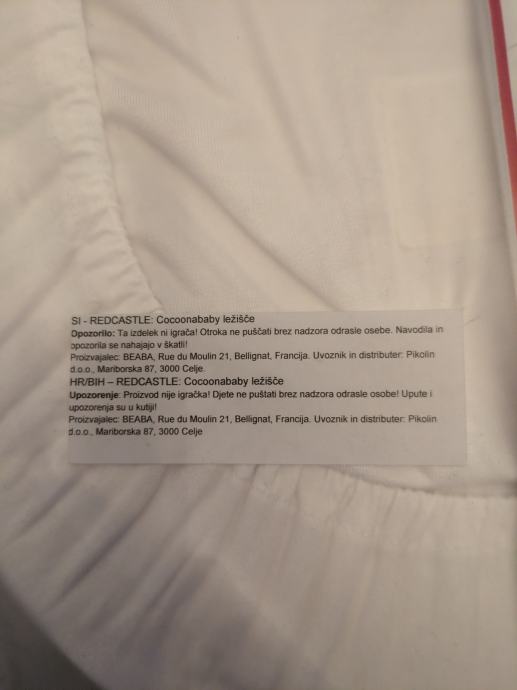 SI - REDCASTLE: Cocoonababy ležišče
Opozorilo: Ta izdelek ni igrača! Otroka ne puščati brez nadzora odrasle osebe. Navodila in
opozorila se nahajajo v škatli!
Proizvajalec: BEABA, Rue du Moulin 21, Bellignat, Francija. Uvoznik in distributer: Pikolin
d.o.o., Mariborska 87, 3000 Celje.
HR/BIH – REDCASTLE: Cocoonababy ležišče
Upozorenje: Proizvod nije igračka! Djete ne puštati brez nadzora odrasle osobe! Upute i
upozorenja su u kutiji!
Proizvajalec: BEABA, Rue du Moulin 21, Bellignat, Francija. Uvoznik in distributer: Pikolin
d.o.o., Mariborska 87, 3000 Celje